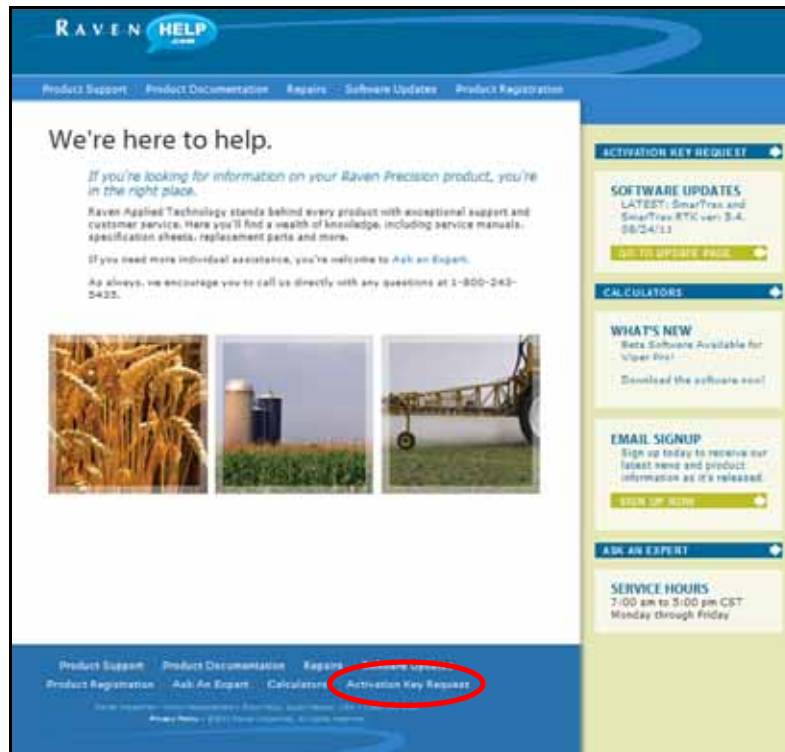 RAVEN HELP
.com
Product Support Product Documentation Repairs Software Updates Product Registration
We're here to help.
If you're looking for information on your Raven Precision product, you're
in the right place.
Raven Applied Technology stands behind every product with exceptional support and
customer service. Here you'll find a wealth of knowledge, including service manuals,
specification sheets, replacement parts and more.
If you need more individual assistance, you're welcome to Ask an Expert.
As always, we encourage you to call us directly with any questions at 1-800-243-
5435.
ACTIVATION KEY REQUEST
SOFTWARE UPDATES
LATEST: SmarTrax and
SmarTrax RTK ver: 5.4.
08/24/11
GO TO UPDATE PAGE
CALCULATORS
WHAT'S NEW
Beta Software Available for
Viper Pro!
Download the software now!
EMAIL SIGNUP
Sign up today to receive our
latest news and product
information as it's released.
SIGN UP NOW
ASK AN EXPERT
SERVICE HOURS
7:00 am to 5:00 pm CST
Monday through Friday
Product Support Product Documentation Repairs Software Updates
Product Registration Ask An Expert Calculators Activation Key Request
Privacy Policy